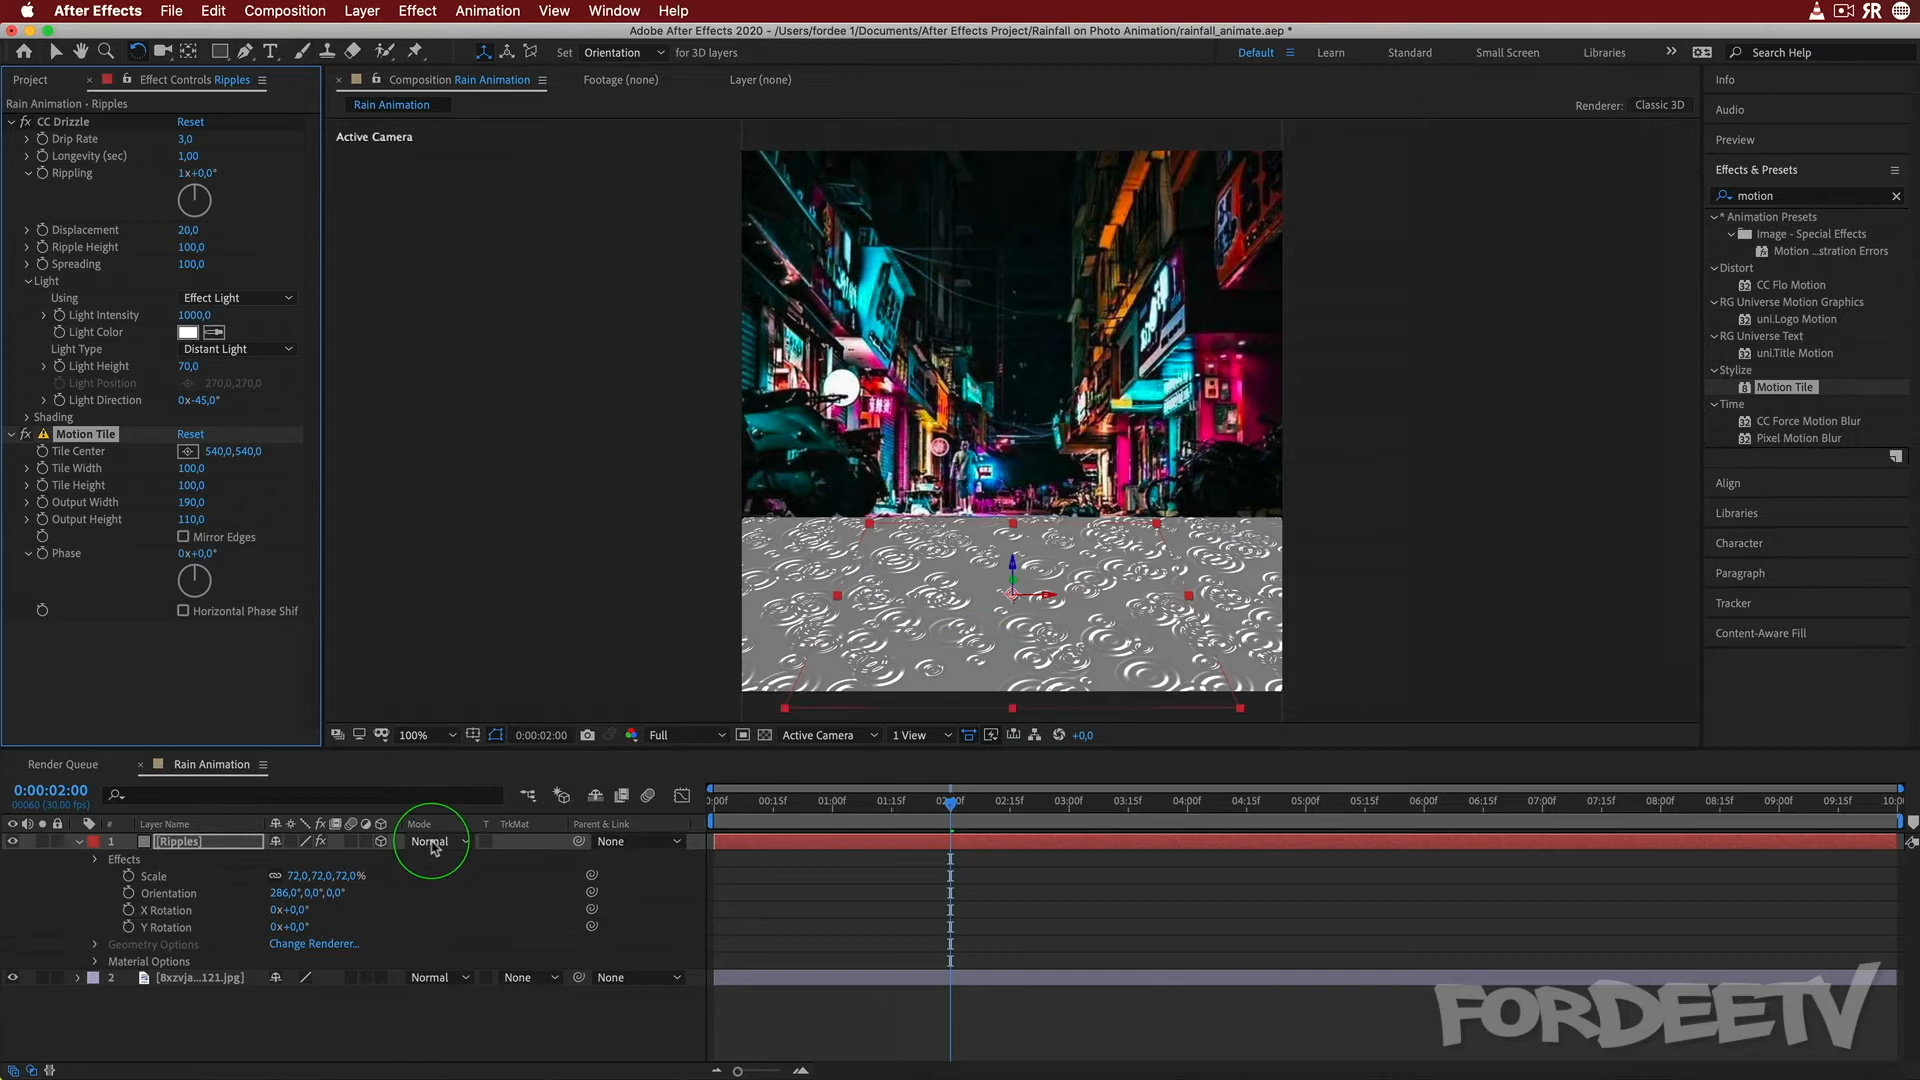 After Effects File Edit Composition Layer Effect Animation View Window Help
Adobe After Effects 2020 - /Users/fordee 1/Documents/After Effects Project/Rainfall on Photo Animation/rainfall_animate.aep *
Set Orientation for 3D layers Default Learn Standard Small Screen Libraries Search Help
Project Effect Controls Ripples Composition Rain Animation Footage (none) Layer (none) Info
Rain Animation • Ripples Rain Animation Renderer: Classic 3D Audio
Active Camera Preview
CC Drizzle Reset
Drip Rate 3,0
Longevity (sec) 1,00
Rippling 1x+0,0°
Displacement 20,0
Ripple Height 100,0
Spreading 100,0
Light
Using Effect Light
Light Intensity 1000,0
Light Color
Light Type Distant Light
Light Height 70,0
Light Position 270,0,270,0
Light Direction 0x-45,0°
Shading
Motion Tile Reset
Tile Center 540,0,540,0
Tile Width 100,0
Tile Height 100,0
Output Width 190,0
Output Height 110,0
Mirror Edges
Phase 0x+0,0°
Horizontal Phase Shif
Effects & Presets
motion
* Animation Presets
Image - Special Effects
Motion ...stration Errors
Distort
CC Flo Motion
RG Universe Motion Graphics
uni.Logo Motion
RG Universe Text
uni.Title Motion
Stylize
Motion Tile
Time
CC Force Motion Blur
Pixel Motion Blur
Align
Libraries
Character
Paragraph
Tracker
Content-Aware Fill
100% 0:00:02:00 Full Active Camera 1 View +0,0
Render Queue Rain Animation
0:00:02:00
00060 (30.00 fps)
0:00f 00:15f 01:00f 01:15f 02:00f 02:15f 03:00f 03:15f 04:00f 04:15f 05:00f 05:15f 06:00f 06:15f 07:00f 07:15f 08:00f 08:15f 09:00f 09:15f 10:0
# Layer Name Mode T TrkMat Parent & Link
1 [Ripples] Normal None
Effects
Scale 72,0,72,0,72,0%
Orientation 286,0°,0,0°,0,0°
X Rotation 0x+0,0°
Y Rotation 0x+0,0°
Geometry Options Change Renderer...
Material Options
2 [8xzvja...121.jpg] Normal None None
FORDEETV